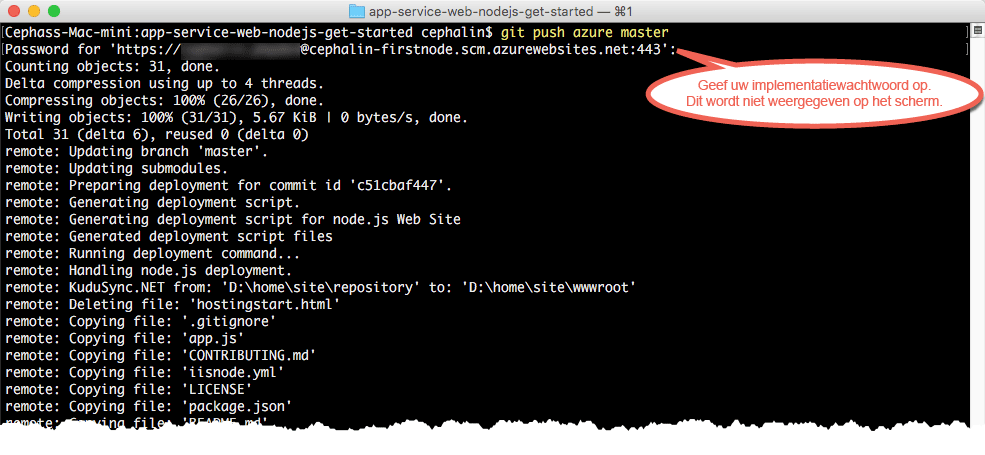 app-service-web-nodejs-get-started — ⌘1
[Cephass-Mac-mini:app-service-web-nodejs-get-started cephalin$ git push azure master ]
[Password for 'https:// @cephalin-firstnode.scm.azurewebsites.net:443': ]
Geef uw implementatiewachtwoord op.
Dit wordt niet weergegeven op het scherm.
Counting objects: 31, done.
Delta compression using up to 4 threads.
Compressing objects: 100% (26/26), done.
Writing objects: 100% (31/31), 5.67 KiB | 0 bytes/s, done.
Total 31 (delta 6), reused 0 (delta 0)
remote: Updating branch 'master'.
remote: Updating submodules.
remote: Preparing deployment for commit id 'c51cbaf447'.
remote: Generating deployment script.
remote: Generating deployment script for node.js Web Site
remote: Generated deployment script files
remote: Running deployment command...
remote: Handling node.js deployment.
remote: KuduSync.NET from: 'D:\home\site\repository' to: 'D:\home\site\wwwroot'
remote: Deleting file: 'hostingstart.html'
remote: Copying file: '.gitignore'
remote: Copying file: 'app.js'
remote: Copying file: 'CONTRIBUTING.md'
remote: Copying file: 'iisnode.yml'
remote: Copying file: 'LICENSE'
remote: Copying file: 'package.json'
remote: Copying file: 'README.md'